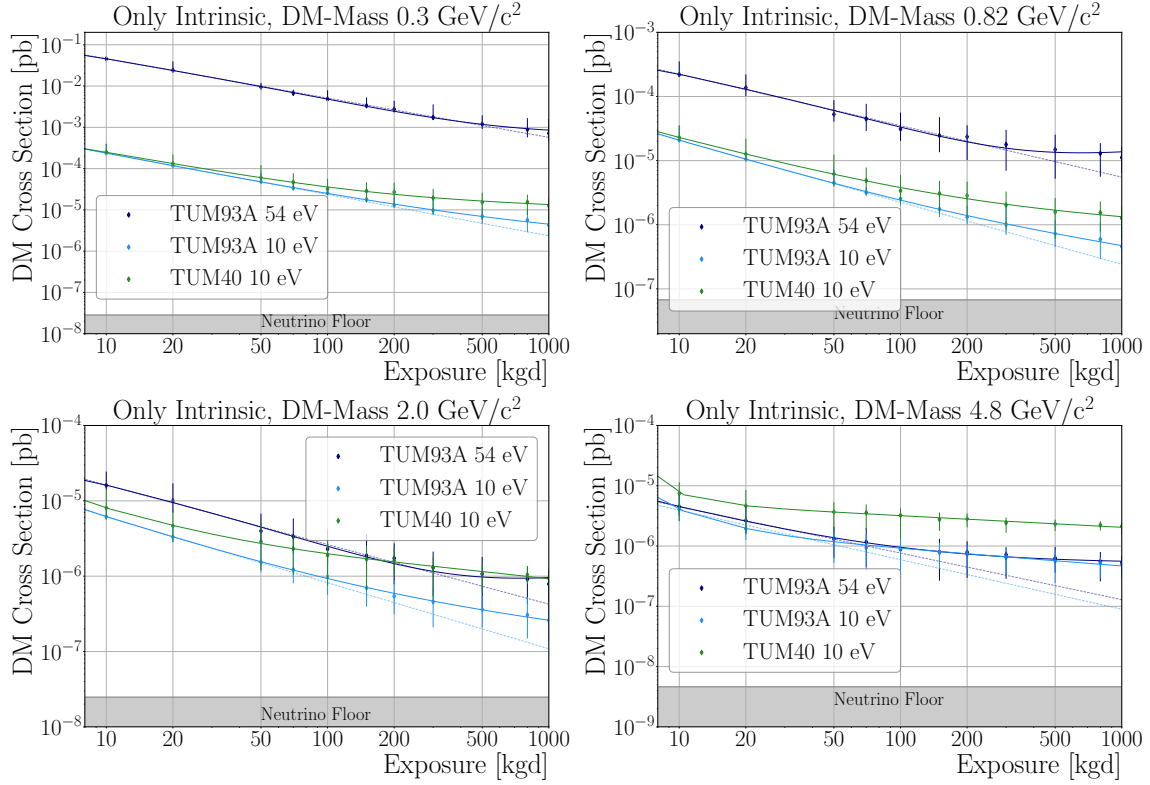 Only Intrinsic, DM-Mass 0.3 GeV/c²
DM Cross Section [pb]
10⁻¹
10⁻²
10⁻³
10⁻⁴
10⁻⁵
10⁻⁶
10⁻⁷
10⁻⁸
TUM93A 54 eV
TUM93A 10 eV
TUM40 10 eV
Neutrino Floor
10 20 50 100 200 500 1000
Exposure [kgd]
Only Intrinsic, DM-Mass 0.82 GeV/c²
DM Cross Section [pb]
10⁻³
10⁻⁴
10⁻⁵
10⁻⁶
10⁻⁷
TUM93A 54 eV
TUM93A 10 eV
TUM40 10 eV
Neutrino Floor
10 20 50 100 200 500 1000
Exposure [kgd]
Only Intrinsic, DM-Mass 2.0 GeV/c²
DM Cross Section [pb]
10⁻⁴
10⁻⁵
10⁻⁶
10⁻⁷
10⁻⁸
TUM93A 54 eV
TUM93A 10 eV
TUM40 10 eV
Neutrino Floor
10 20 50 100 200 500 1000
Exposure [kgd]
Only Intrinsic, DM-Mass 4.8 GeV/c²
DM Cross Section [pb]
10⁻⁴
10⁻⁵
10⁻⁶
10⁻⁷
10⁻⁸
10⁻⁹
TUM93A 54 eV
TUM93A 10 eV
TUM40 10 eV
Neutrino Floor
10 20 50 100 200 500 1000
Exposure [kgd]